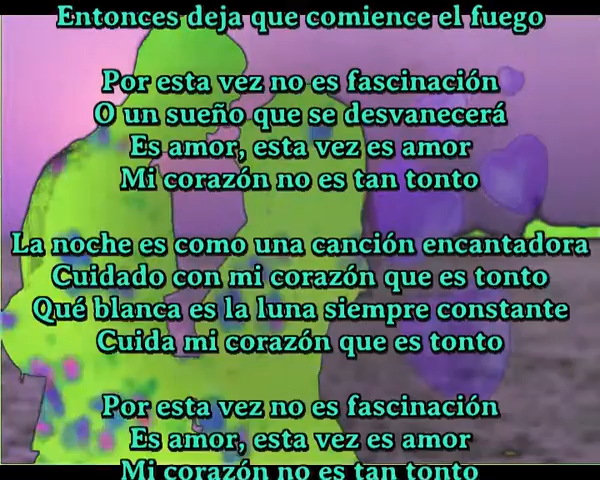 Entonces deja que comience el fuego
Por esta vez no es fascinación
O un sueño que se desvanecerá
Es amor, esta vez es amor
Mi corazón no es tan tonto
La noche es como una canción encantadora
Cuidado con mi corazón que es tonto
Qué blanca es la luna siempre constante
Cuida mi corazón que es tonto
Por esta vez no es fascinación
Es amor, esta vez es amor
Mi corazón no es tan tonto